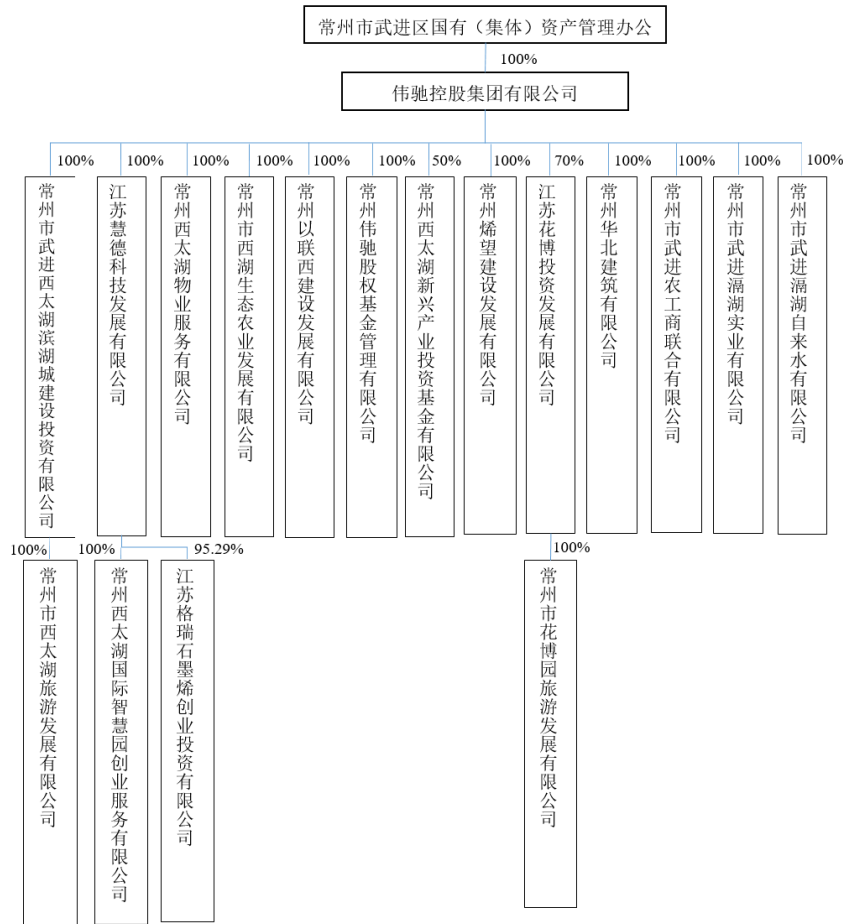 常州市武进区国有（集体）资产管理办公
100%
伟驰控股集团有限公司
100%
100%
100%
100%
100%
100%
50%
100%
70%
100%
100%
100%
100%
常州市武进西太湖滨湖城建设投资有限公司
江苏慧德科技发展有限公司
常州西太湖物业服务有限公司
常州市西湖生态农业发展有限公司
常州以联西建设发展有限公司
常州伟驰股权基金管理有限公司
常州西太湖新兴产业投资基金有限公司
常州烯望建设发展有限公司
江苏花博投资发展有限公司
常州华北建筑有限公司
常州市武进农工商联合有限公司
常州市武进滆湖实业有限公司
常州市武进滆湖自来水有限公司
100%
100%
95.29%
100%
常州市西太湖旅游发展有限公司
常州西太湖国际智慧园创业服务有限公司
江苏格瑞石墨烯创业投资有限公司
常州市花博园旅游发展有限公司